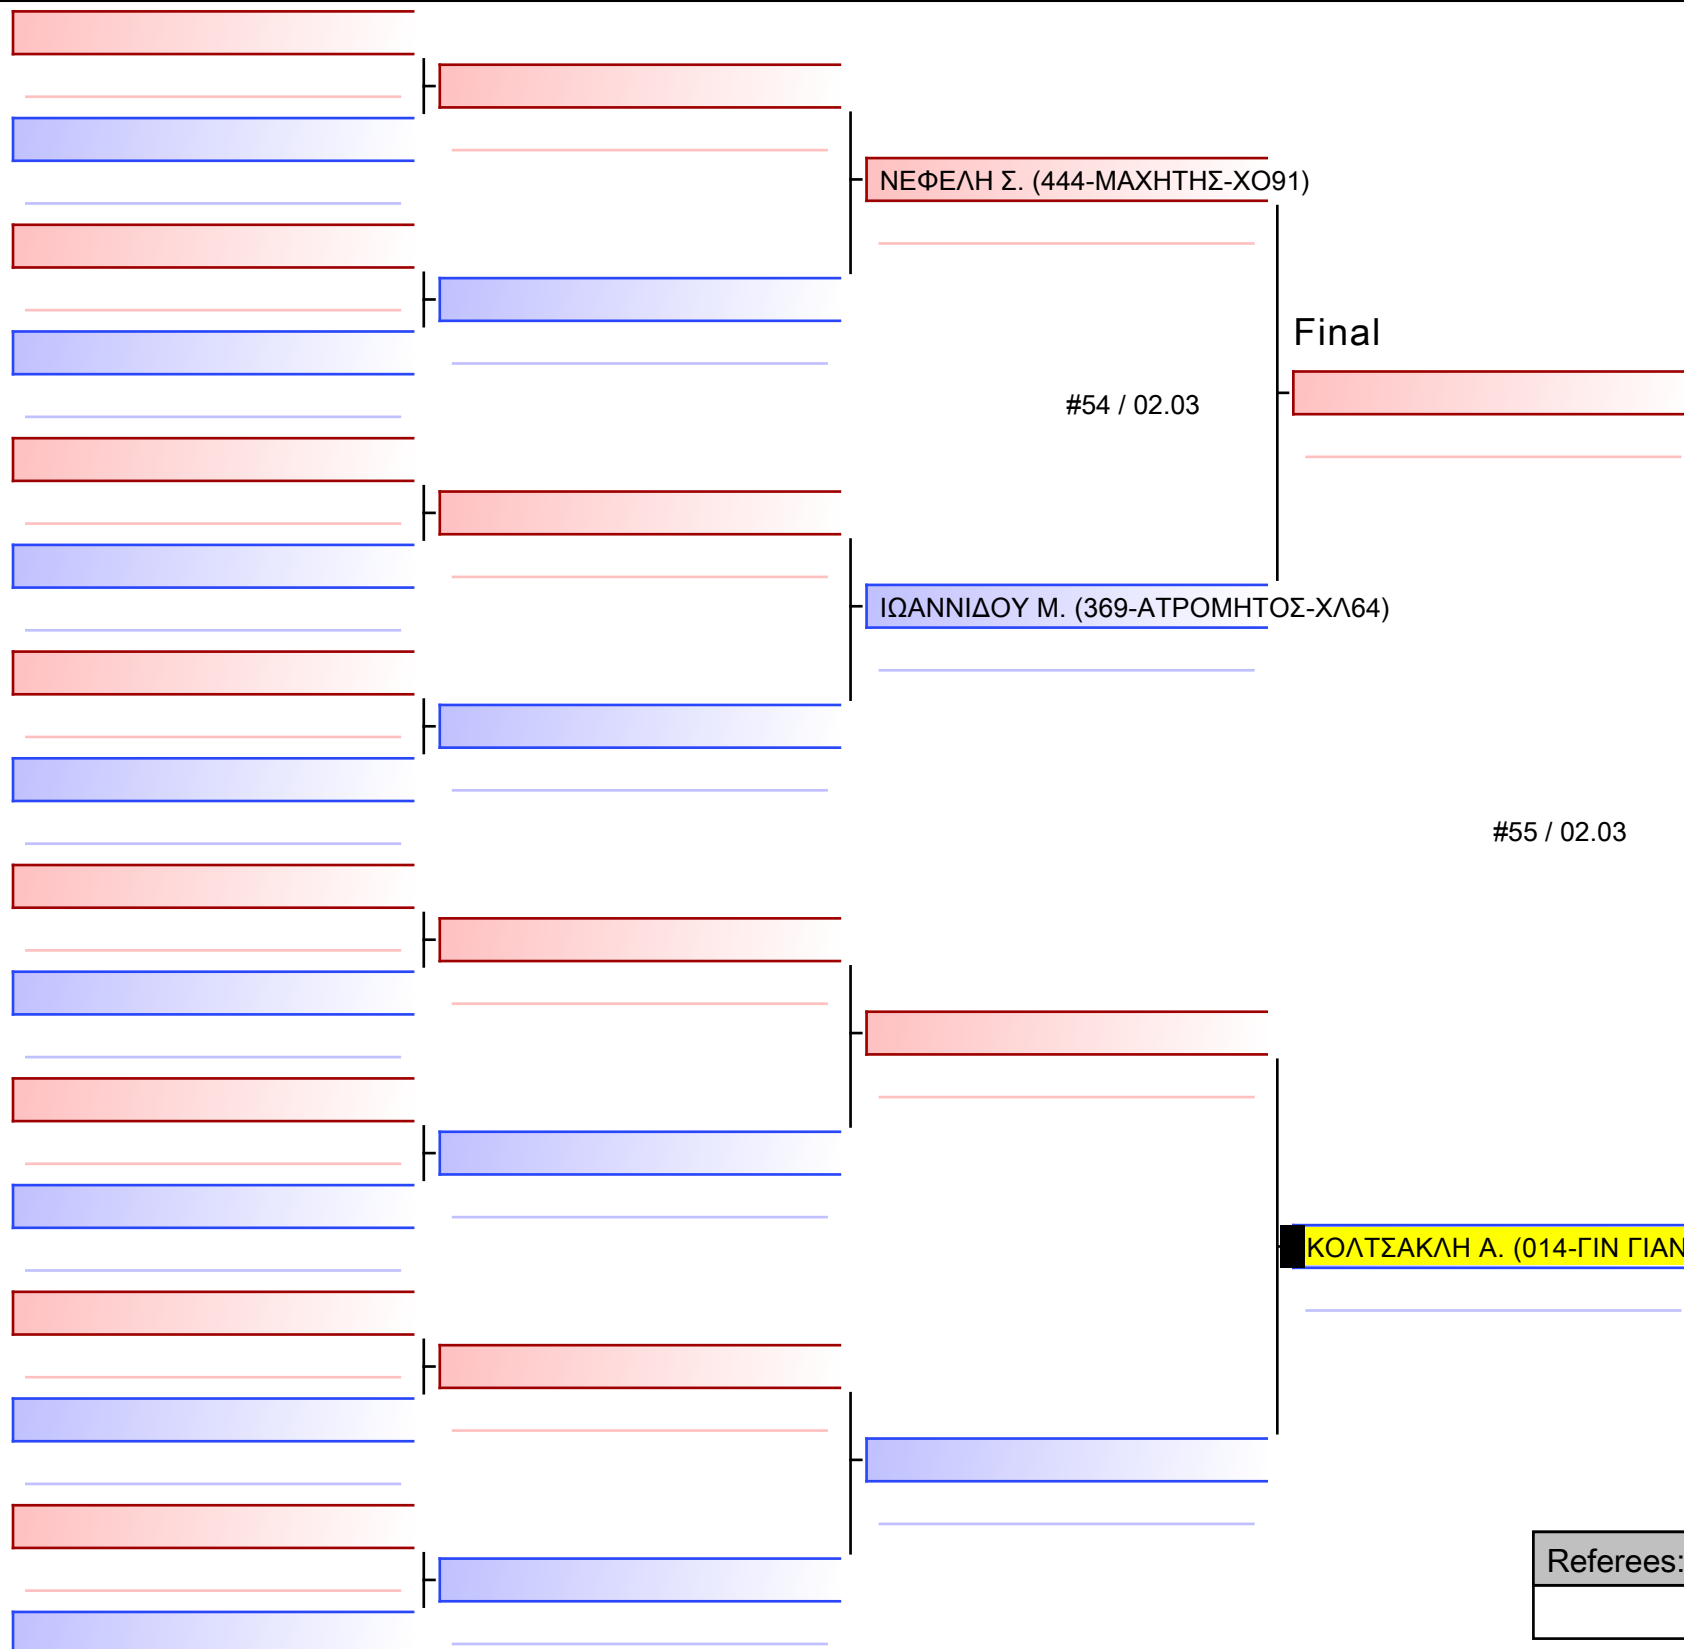 ΝΕΦΕΛΗ Σ. (444-ΜΑΧΗΤΗΣ-ΧΟ91)
Final
#54 / 02.03
ΙΩΑΝΝΙΔΟΥ Μ. (369-ΑΤΡΟΜΗΤΟΣ-ΧΛ64)
#55 / 02.03
ΚΟΛΤΣΑΚΛΗ Α. (014-ΓΙΝ ΓΙΑΝ
Referees: